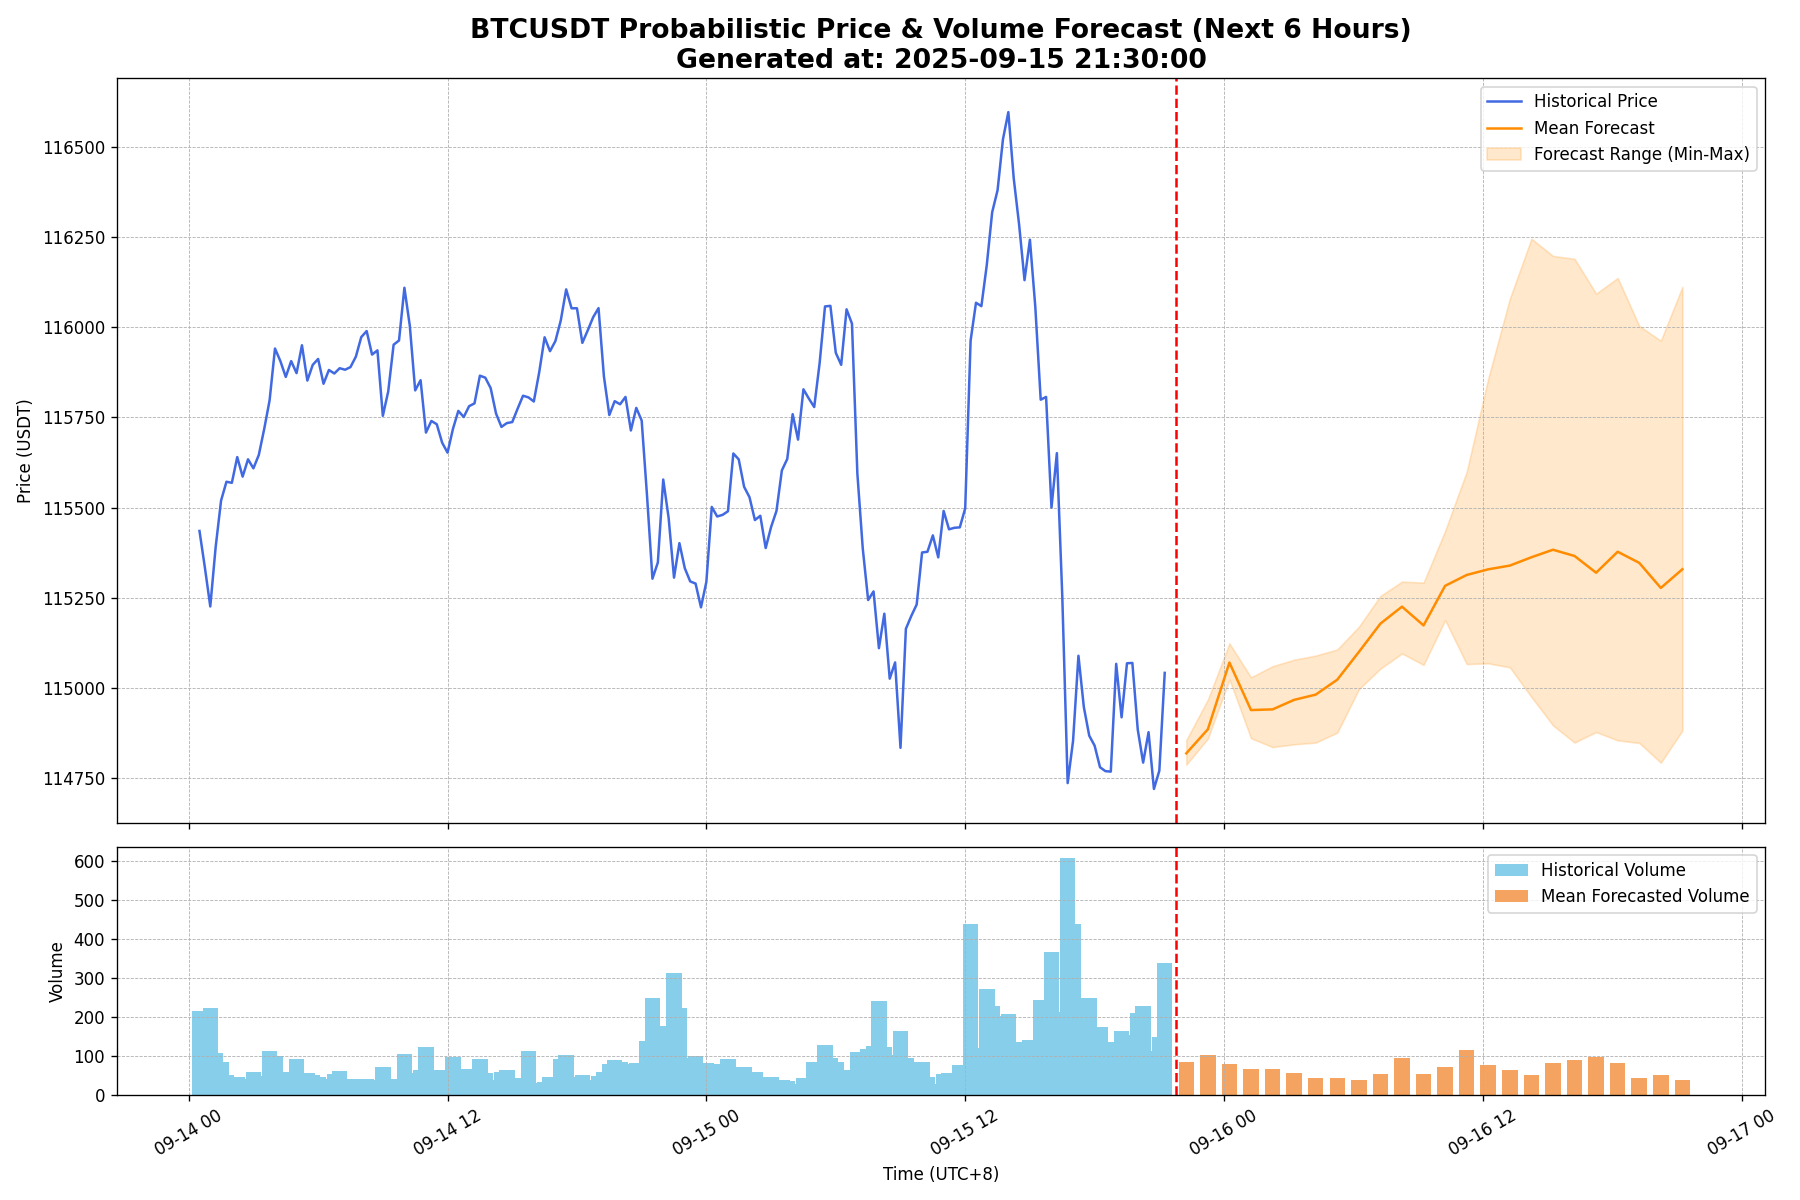 BTCUSDT Probabilistic Price & Volume Forecast (Next 6 Hours)
Generated at: 2025-09-15 21:30:00
Historical Price
Mean Forecast
Forecast Range (Min-Max)
116500
116250
116000
115750
115500
115250
115000
114750
Price (USDT)
Historical Volume
Mean Forecasted Volume
600
500
400
300
200
100
0
Volume
09-14 00
09-14 12
09-15 00
09-15 12
09-16 00
09-16 12
09-17 00
Time (UTC+8)